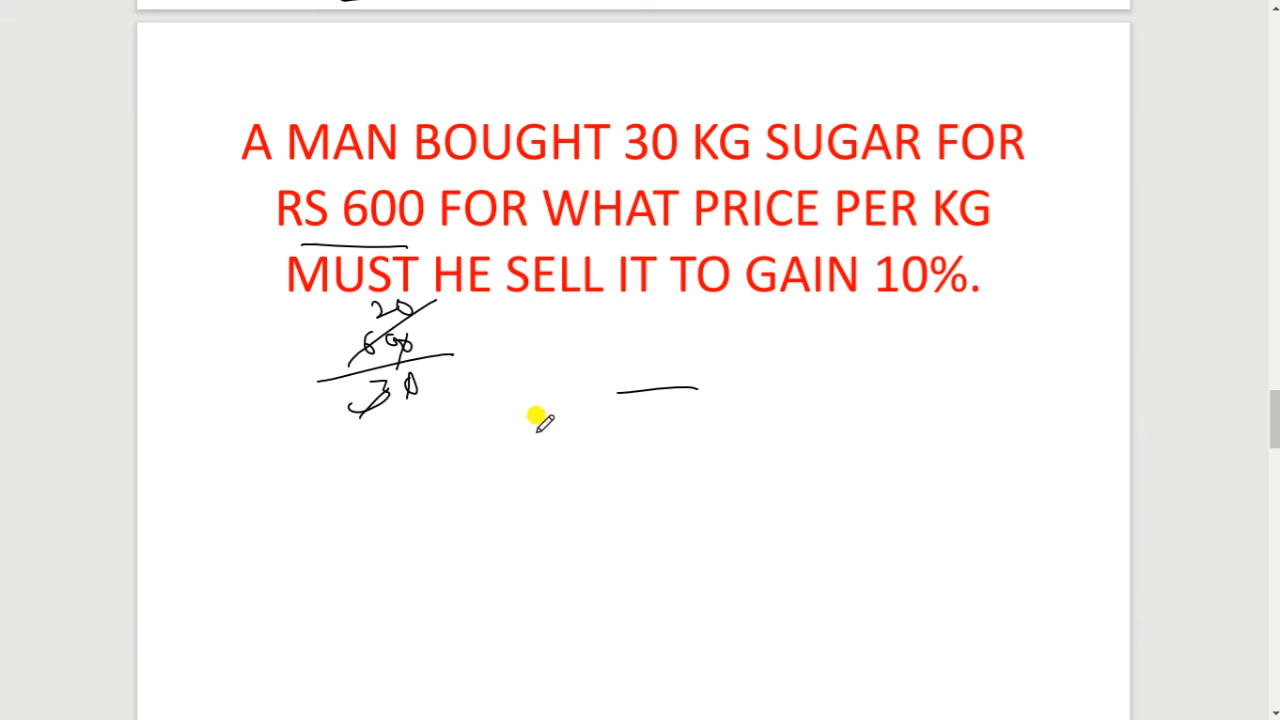 A MAN BOUGHT 30 KG SUGAR FOR
RS 600 FOR WHAT PRICE PER KG
MUST HE SELL IT TO GAIN 10%.
20
600
30